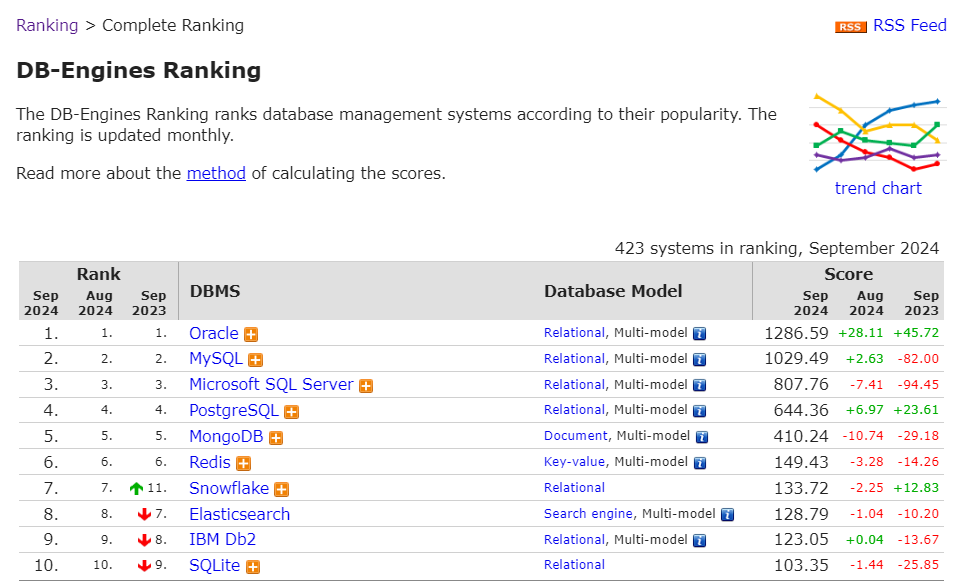 Ranking > Complete Ranking
RSS RSS Feed
DB-Engines Ranking
The DB-Engines Ranking ranks database management systems according to their popularity. The
ranking is updated monthly.
Read more about the method of calculating the scores.
trend chart
423 systems in ranking, September 2024
Rank DBMS Database Model Score
Sep 2024 Aug 2024 Sep 2023 Sep 2024 Aug 2024 Sep 2023
1. 1. 1. Oracle Relational, Multi-model 1286.59 +28.11 +45.72
2. 2. 2. MySQL Relational, Multi-model 1029.49 +2.63 -82.00
3. 3. 3. Microsoft SQL Server Relational, Multi-model 807.76 -7.41 -94.45
4. 4. 4. PostgreSQL Relational, Multi-model 644.36 +6.97 +23.61
5. 5. 5. MongoDB Document, Multi-model 410.24 -10.74 -29.18
6. 6. 6. Redis Key-value, Multi-model 149.43 -3.28 -14.26
7. 7. 11. Snowflake Relational 133.72 -2.25 +12.83
8. 8. 7. Elasticsearch Search engine, Multi-model 128.79 -1.04 -10.20
9. 9. 8. IBM Db2 Relational, Multi-model 123.05 +0.04 -13.67
10. 10. 9. SQLite Relational 103.35 -1.44 -25.85